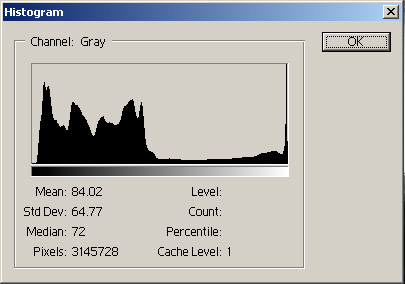 Histogram
Channel: Gray
OK
Mean: 84.02 Level:
Std Dev: 64.77 Count:
Median: 72 Percentile:
Pixels: 3145728 Cache Level: 1